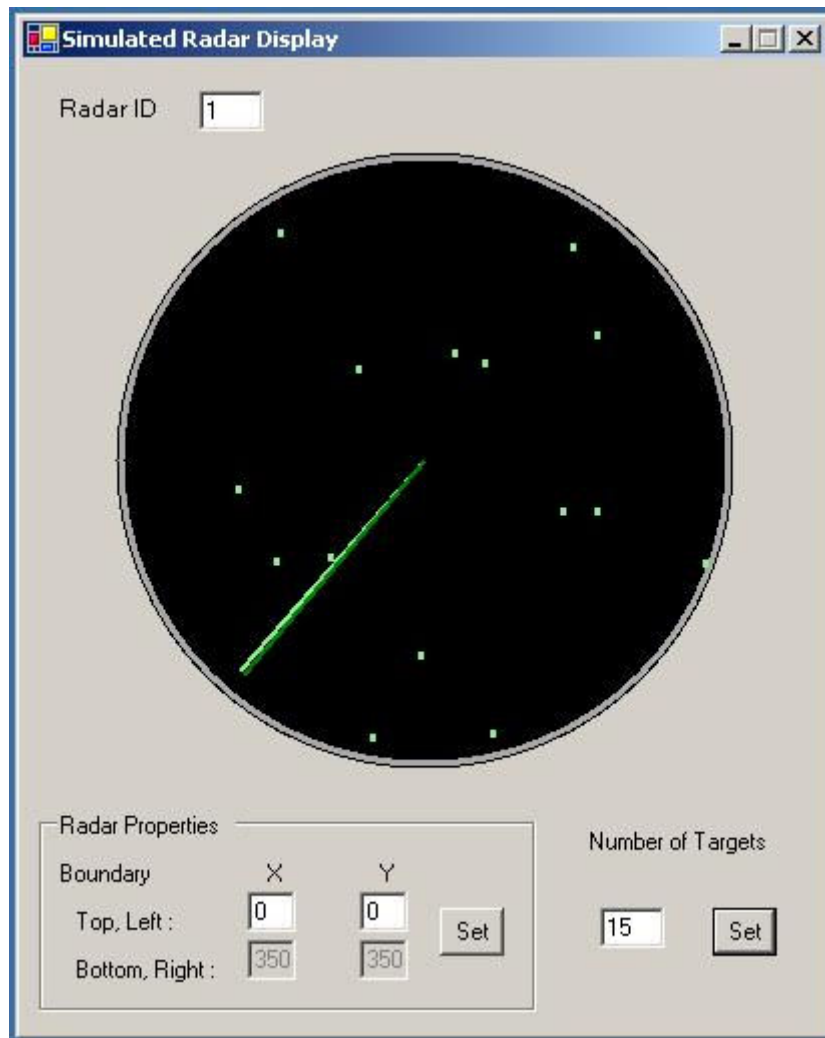 Simulated Radar Display
Radar ID 1
Radar Properties
Boundary X Y
Top, Left : 0 0 Set
Bottom, Right : 350 350
Number of Targets
15 Set